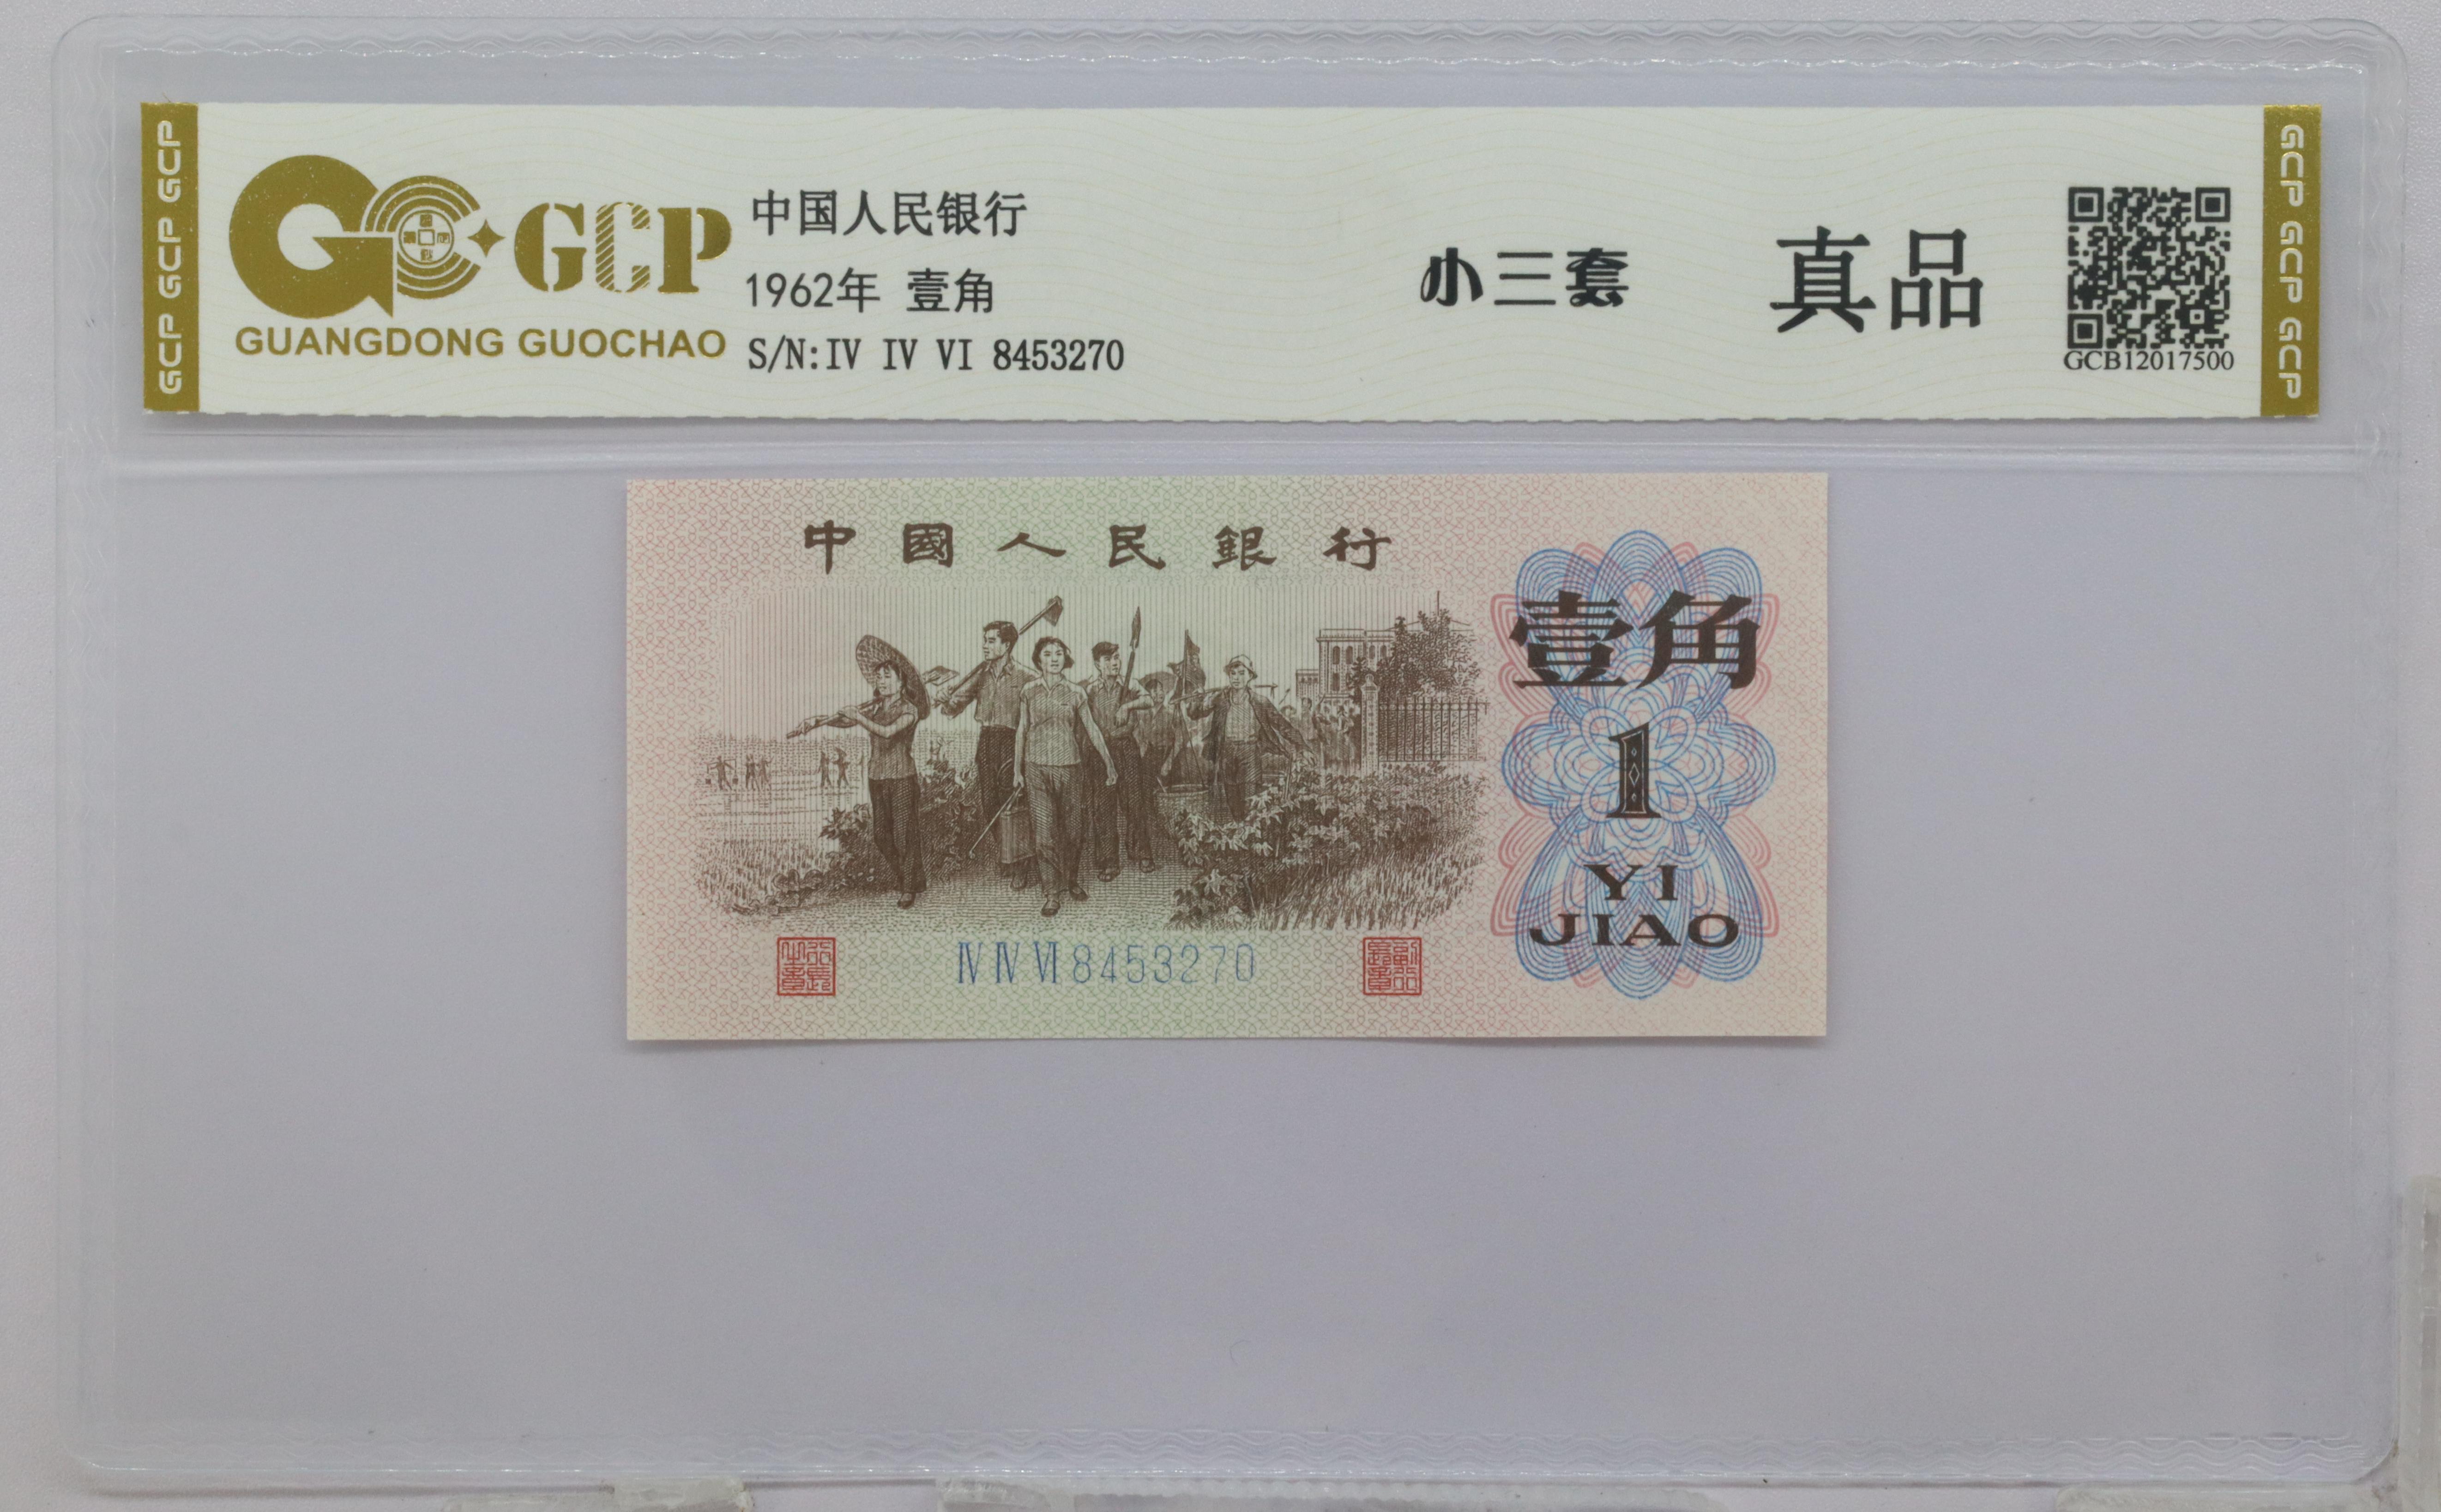 GCP GCP GCP
GCP
GUANGDONG GUOCHAO
中国人民银行
1962年 壹角
S/N:IV IV VI 8453270
小三套
真品
GCB12017500
GCP GCP GCP
中國人民銀行
壹角
1
YI
JIAO
IV IV VI 8453270